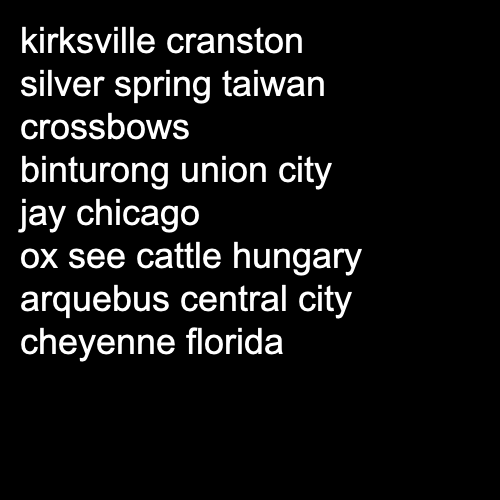 kirksville cranston
silver spring taiwan
crossbows
binturong union city
jay chicago
ox see cattle hungary
arquebus central city
cheyenne florida